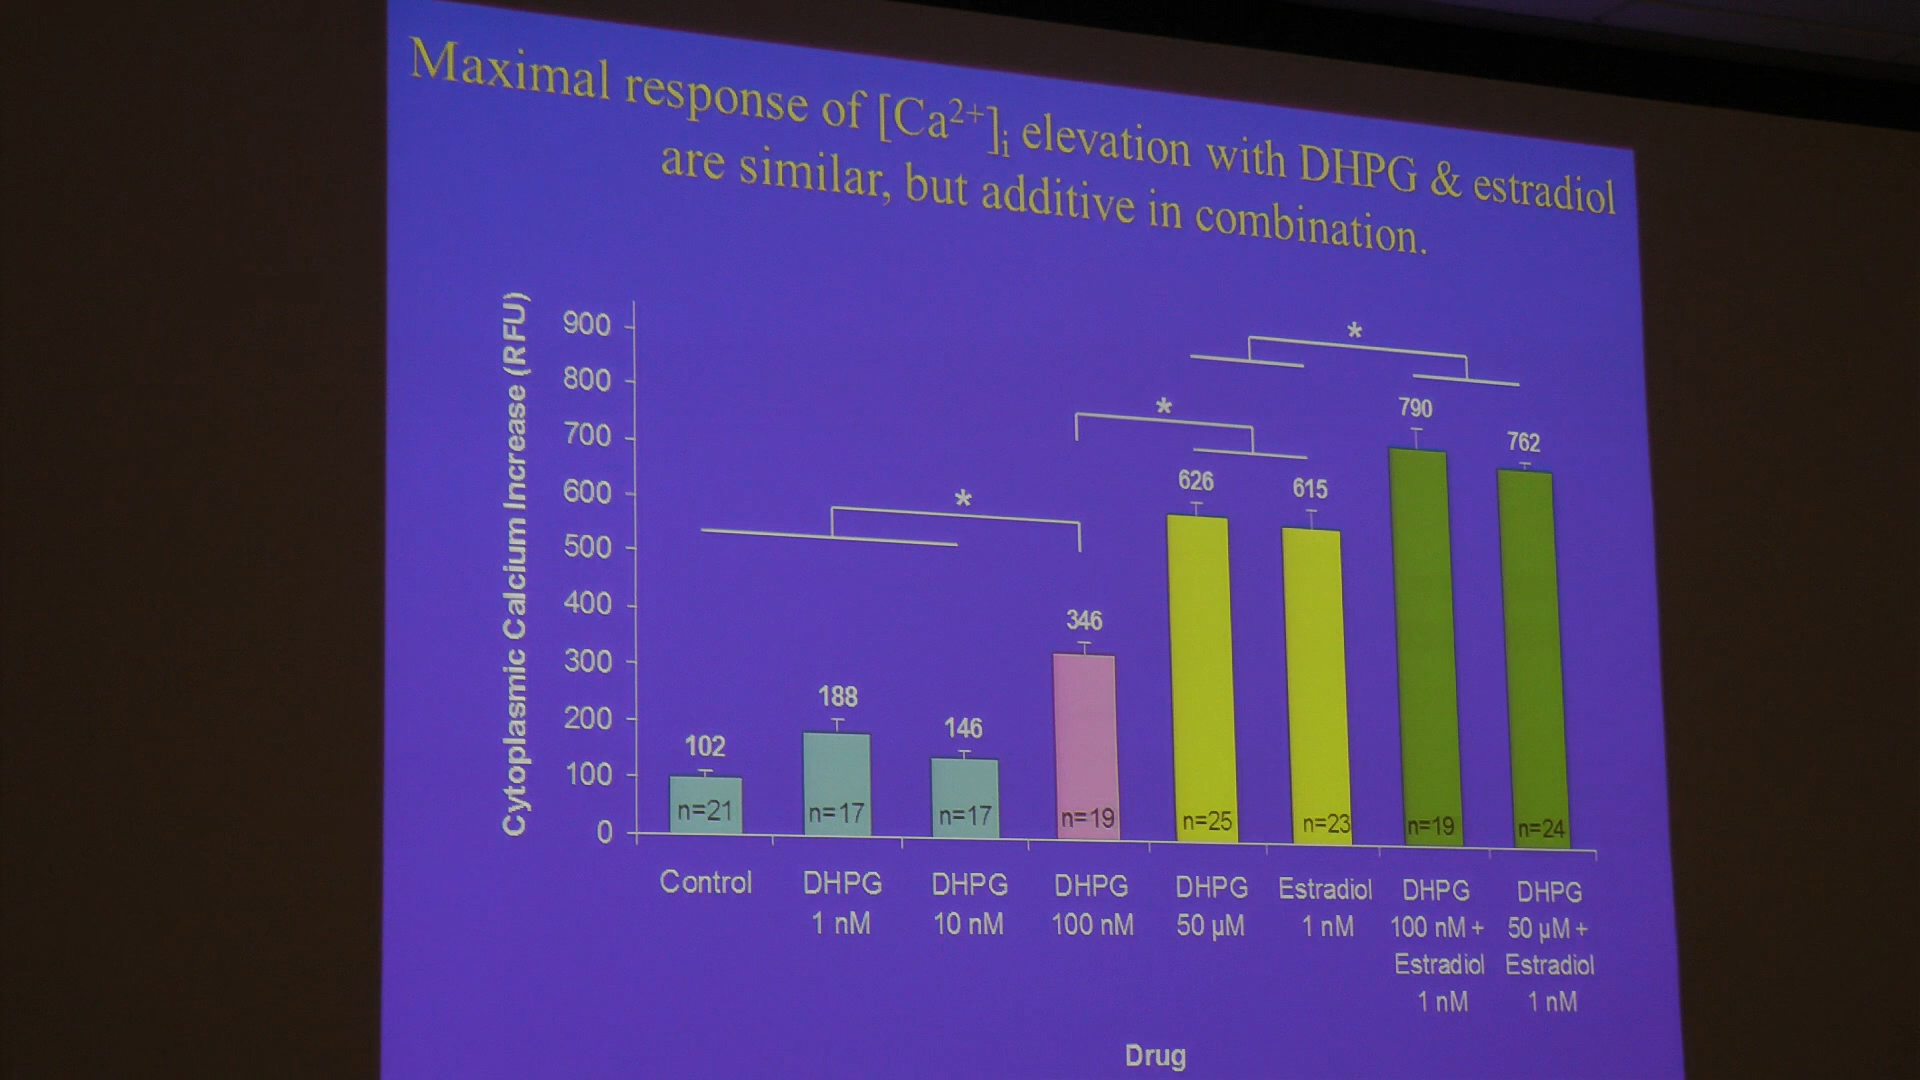 Maximal response of [Ca²⁺]ᵢ elevation with DHPG & estradiol
are similar, but additive in combination.
Cytoplasmic Calcium Increase (RFU)
900
800
700
600
500
400
300
200
100
0
*
*
*
102
188
146
346
626
615
790
762
n=21
n=17
n=17
n=19
n=25
n=23
n=19
n=24
Control
DHPG
1 nM
DHPG
10 nM
DHPG
100 nM
DHPG
50 µM
Estradiol
1 nM
DHPG
100 nM +
Estradiol
1 nM
DHPG
50 µM +
Estradiol
1 nM
Drug